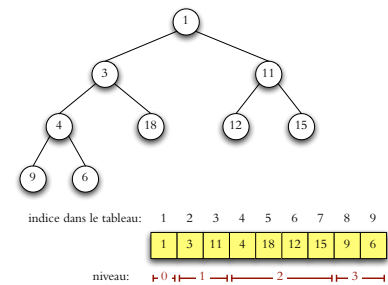 1
3 11
4 18 12 15
9 6
indice dans le tableau: 1 2 3 4 5 6 7 8 9
1 3 11 4 18 12 15 9 6
niveau: 0 1 2 3